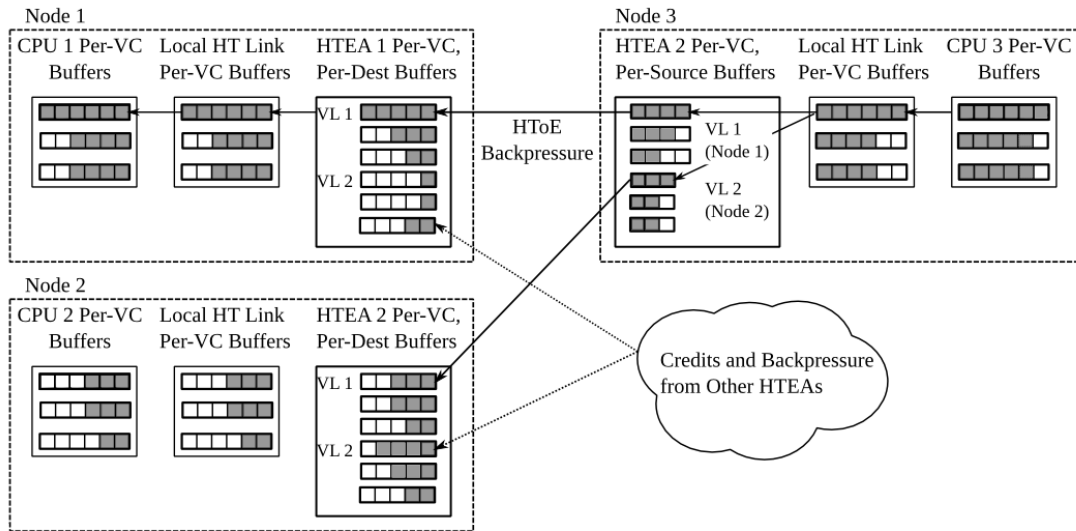 Node 1
CPU 1 Per-VC
Buffers
Local HT Link
Per-VC Buffers
HTEA 1 Per-VC,
Per-Dest Buffers
VL 1
VL 2
HToE
Backpressure
Node 3
HTEA 2 Per-VC,
Per-Source Buffers
Local HT Link
Per-VC Buffers
CPU 3 Per-VC
Buffers
VL 1
(Node 1)
VL 2
(Node 2)
Node 2
CPU 2 Per-VC
Buffers
Local HT Link
Per-VC Buffers
HTEA 2 Per-VC,
Per-Dest Buffers
VL 1
VL 2
Credits and Backpressure
from Other HTEAs